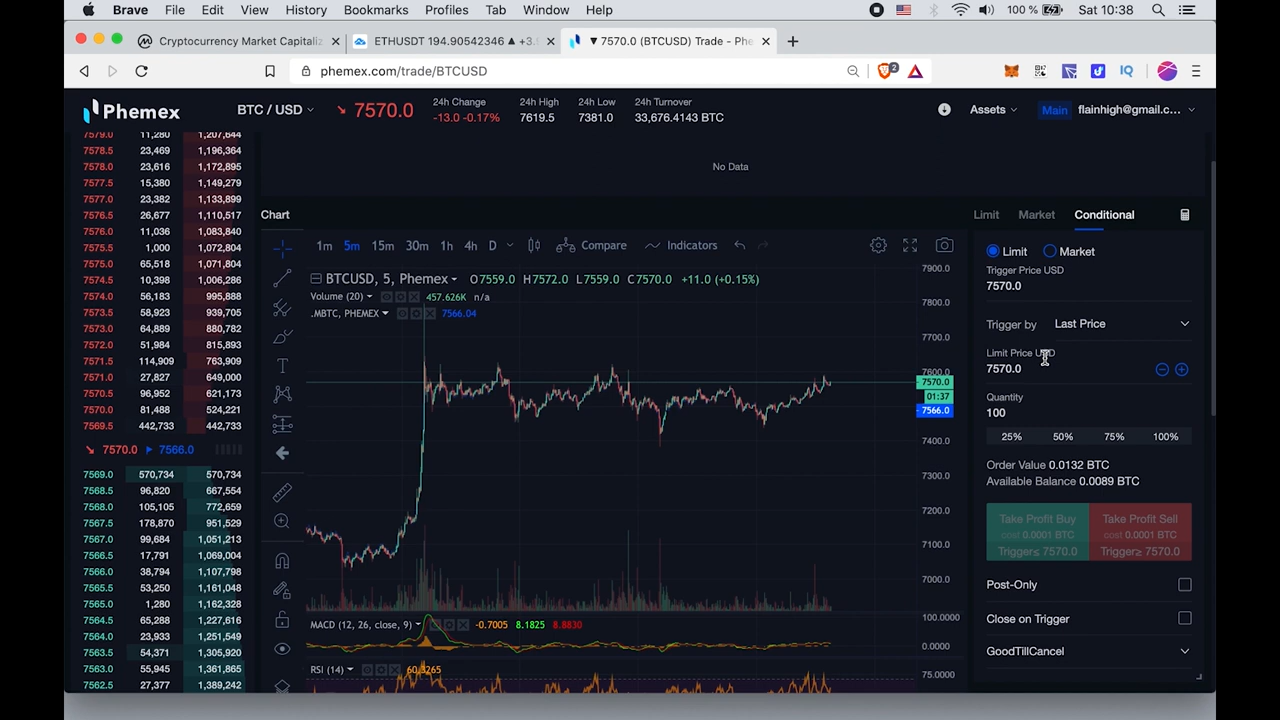 Brave File Edit View History Bookmarks Profiles Tab Window Help 100 % Sat 10:38
Cryptocurrency Market Capitaliz ETHUSDT 194.90542346 ▲ +3. ▼ 7570.0 (BTCUSD) Trade - Phe
phemex.com/trade/BTCUSD 2 IQ
Phemex BTC / USD 7570.0 24h Change 24h High 24h Low 24h Turnover Assets Main flainhigh@gmail.c...
-13.0 -0.17% 7619.5 7381.0 33,676.4143 BTC
7579.0 11,280 1,207,644
7578.5 23,469 1,196,364
7578.0 23,616 1,172,895
7577.5 15,380 1,149,279
7577.0 23,382 1,133,899
7576.5 26,677 1,110,517
7576.0 11,036 1,083,840
7575.5 1,000 1,072,804
7575.0 65,518 1,071,804
7574.5 10,398 1,006,286
7574.0 56,183 995,888
7573.5 58,923 939,705
7573.0 64,889 880,782
7572.0 51,984 815,893
7571.5 114,909 763,909
7571.0 27,827 649,000
7570.5 96,952 621,173
7570.0 81,488 524,221
7569.5 442,733 442,733
7570.0 7566.0
7569.0 570,734 570,734
7568.5 96,820 667,554
7568.0 105,105 772,659
7567.5 178,870 951,529
7567.0 99,684 1,051,213
7566.5 17,791 1,069,004
7566.0 38,794 1,107,798
7565.5 53,250 1,161,048
7565.0 1,280 1,162,328
7564.5 65,288 1,227,616
7564.0 23,933 1,251,549
7563.5 54,371 1,305,920
7563.0 55,945 1,361,865
7562.5 27,377 1,389,242
No Data
Chart
1m 5m 15m 30m 1h 4h D Compare Indicators
BTCUSD, 5, Phemex O7559.0 H7572.0 L7559.0 C7570.0 +11.0 (+0.15%)
Volume (20) 457.626K n/a
.MBTC, PHEMEX 7566.04
7900.0
7800.0
7700.0
7600.0
7570.0
01:37
7566.0
7400.0
7300.0
7200.0
7100.0
7000.0
MACD (12, 26, close, 9) -0.7005 8.1825 8.8830
100.0000
0.0000
RSI (14) 60.3265
75.0000
Limit Market Conditional
Limit Market
Trigger Price USD
7570.0
Trigger by Last Price
Limit Price USD
7570.0
Quantity
100
25% 50% 75% 100%
Order Value 0.0132 BTC
Available Balance 0.0089 BTC
Take Profit Buy Take Profit Sell
cost 0.0001 BTC cost 0.0001 BTC
Trigger≤ 7570.0 Trigger≥ 7570.0
Post-Only
Close on Trigger
GoodTillCancel